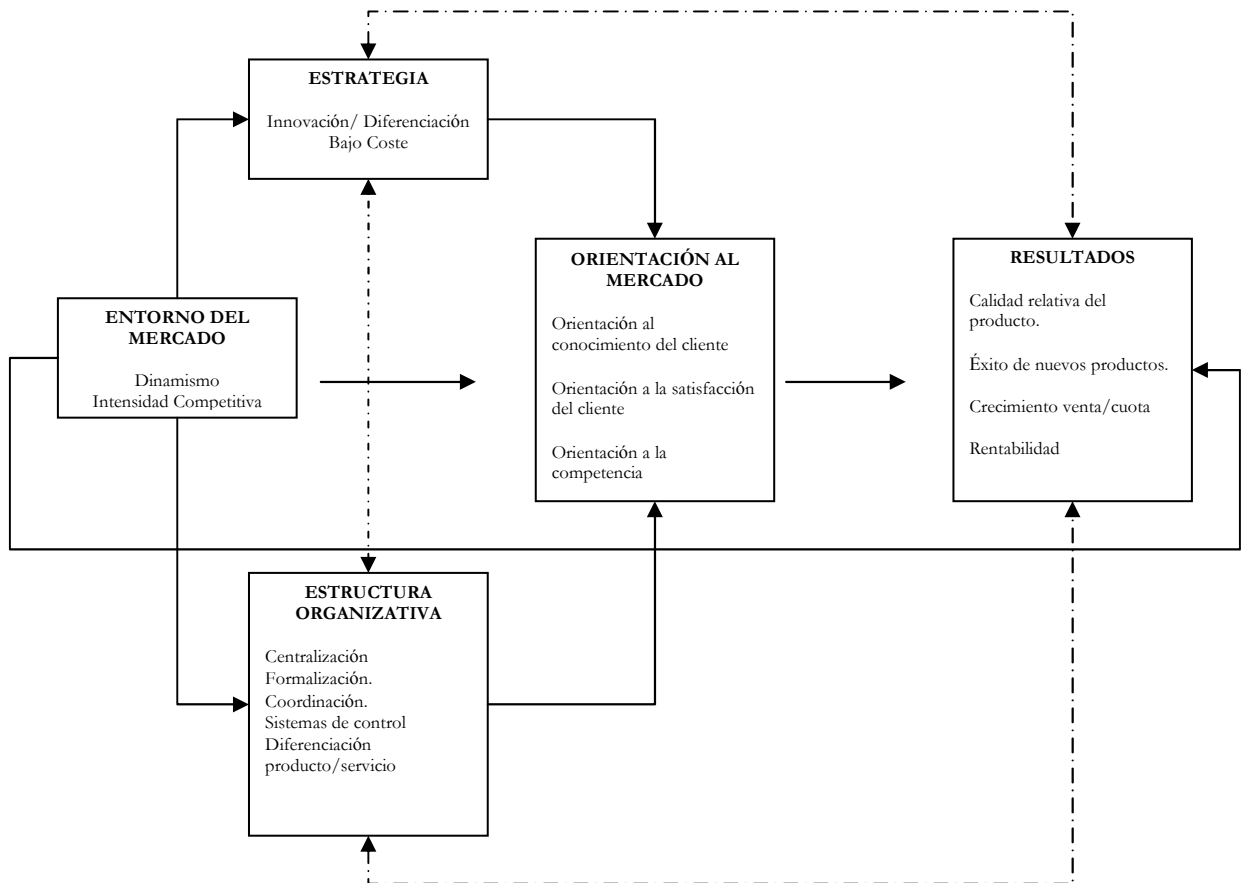 ESTRATEGIA
Innovación/ Diferenciación
Bajo Coste
ENTORNO DEL
MERCADO
Dinamismo
Intensidad Competitiva
ORIENTACIÓN AL
MERCADO
Orientación al
conocimiento del cliente
Orientación a la satisfacción
del cliente
Orientación a la
competencia
RESULTADOS
Calidad relativa del
producto.
Éxito de nuevos productos.
Crecimiento venta/cuota
Rentabilidad
ESTRUCTURA
ORGANIZATIVA
Centralización
Formalización.
Coordinación.
Sistemas de control
Diferenciación
producto/servicio